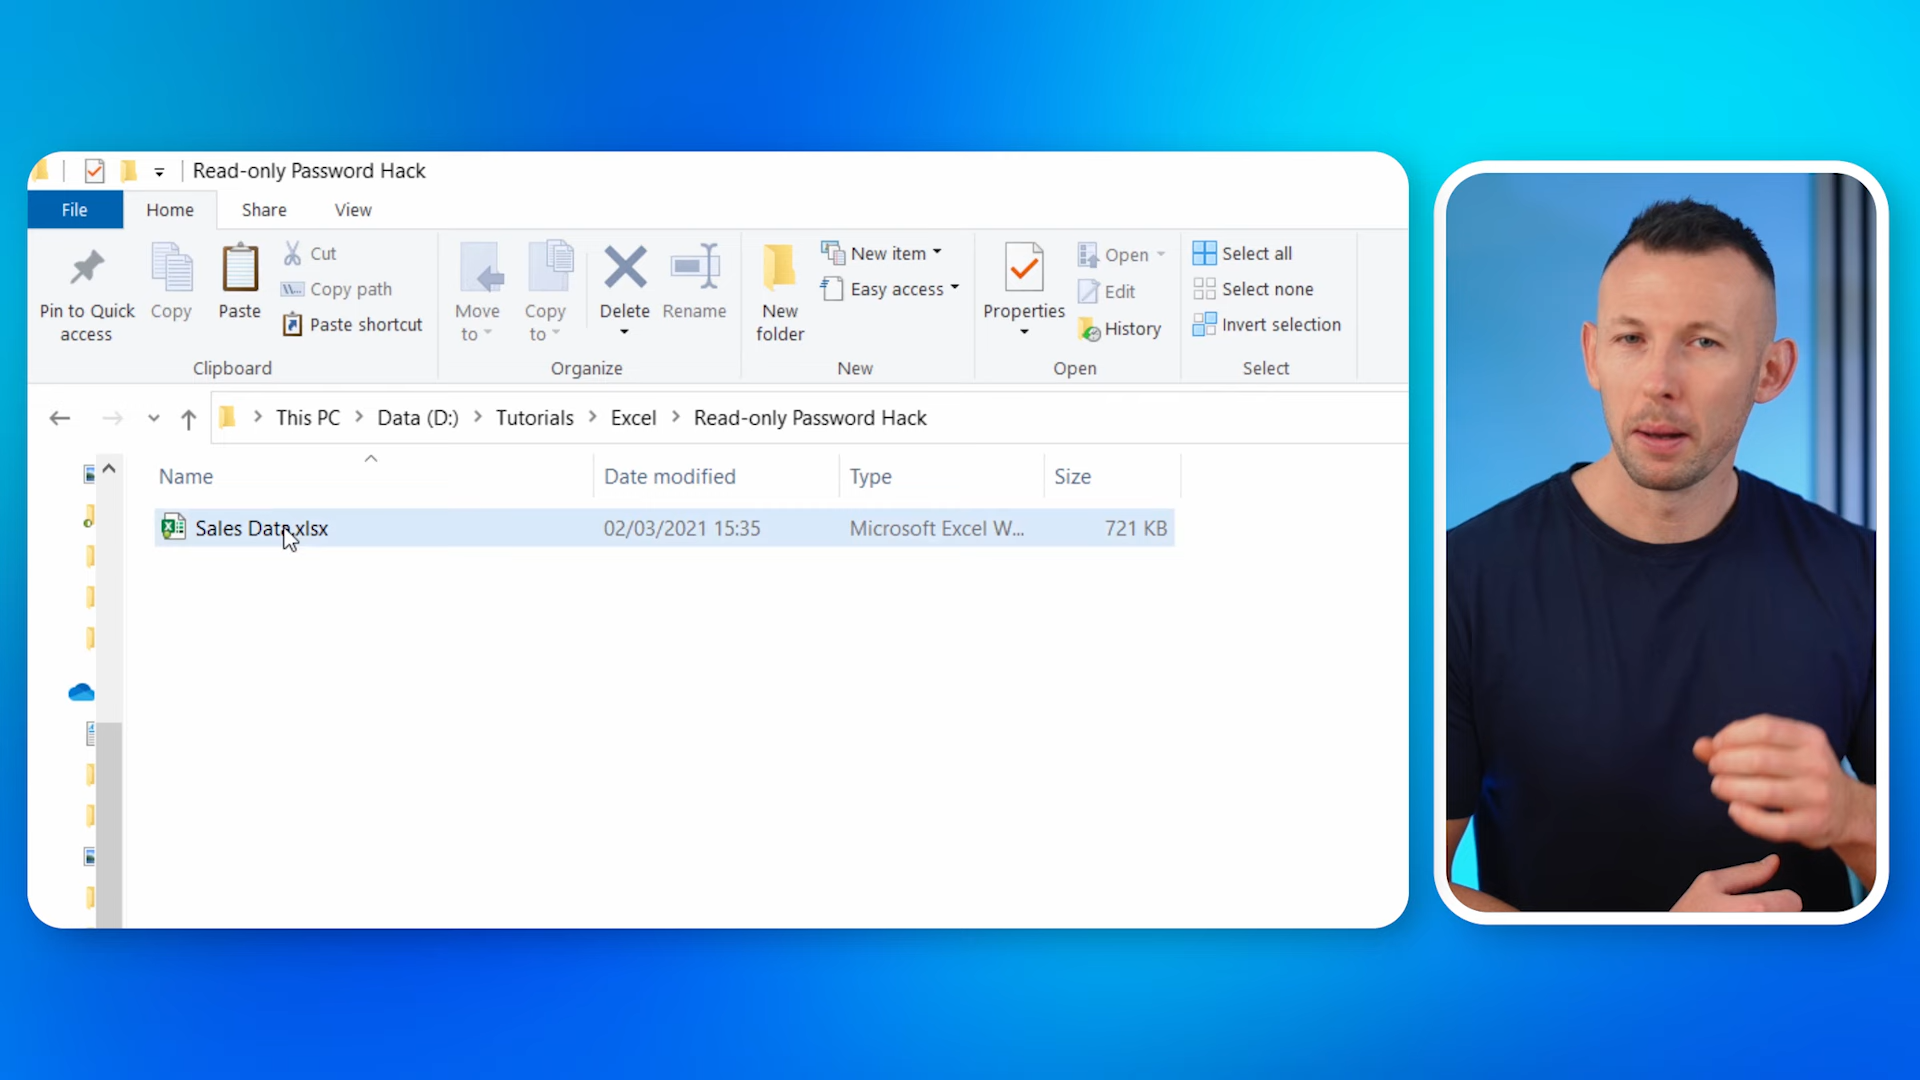 Read-only Password Hack
File Home Share View
Pin to Quick access
Copy
Paste
Cut
Copy path
Paste shortcut
Clipboard
Move to
Copy to
Delete
Rename
Organize
New folder
New item
Easy access
New
Properties
Open
Edit
History
Open
Select all
Select none
Invert selection
Select
This PC > Data (D:) > Tutorials > Excel > Read-only Password Hack
Name Date modified Type Size
Sales Data.xlsx 02/03/2021 15:35 Microsoft Excel W... 721 KB